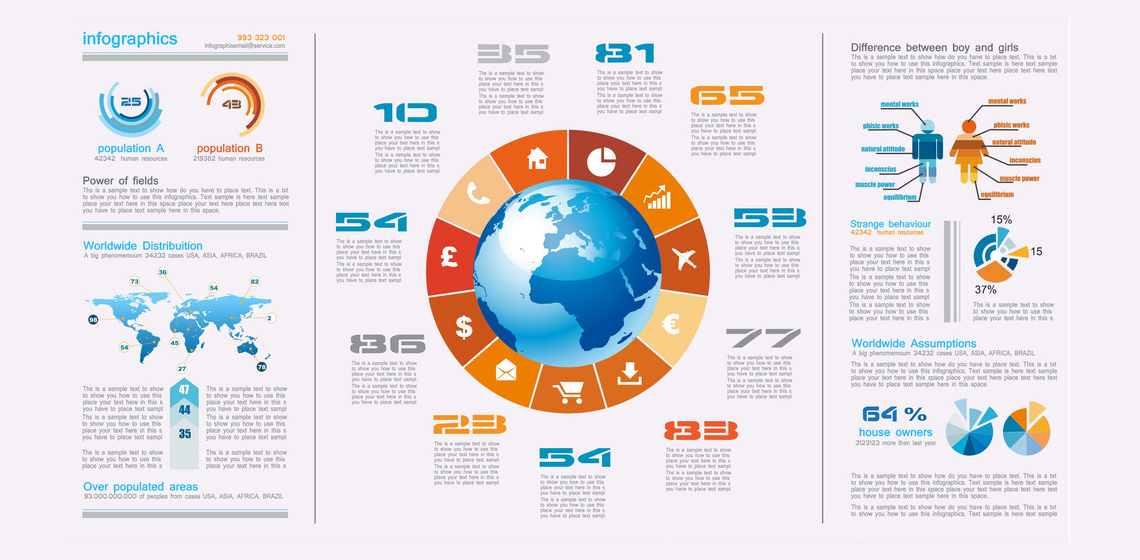 infographics
993 323 001
infographisemail@service.com
25
43
population A
42342 human resources
population B
219382 human resources
Power of fields
This is a sample text to show how do you have to place text. This is a txt
to show you how to use this infographics. Text sample is here text sample
place your text here in this space place your text here in this space text
sample place your text here in this space.
Worldwide Distribuition
A big phenomemoum 34232 cases USA, ASIA, AFRICA, BRAZIL
36
73
54
82
98
2
54
45
27
78
47
44
35
This is a sample text to show
to show you how to use this
place your text here in this s
you have to place text sampl
This is a sample text to show
to show you how to use this
place your text here in this s
you have to place text sampl
This is a sample text to show
to show you how to use this
This is a sample text to show
to show you how to use this
place your text here in this s
you have to place text sampl
This is a sample text to show
to show you how to use this
place your text here in this s
you have to place text sampl
This is a sample text to show
to show you how to use this
Over populated areas
93.000.000.000 of peoples from cases USA, ASIA, AFRICA, BRAZIL
35
This is a sample text to show
to show you how to use this
place your text here in this s
you have to place text sampl
This is a sample text to show
to show you how to use this
place your text here in this s
you have to place text sampl
81
This is a sample text to show
to show you how to use this
place your text here in this s
you have to place text sampl
This is a sample text to show
to show you how to use this
place your text here in this s
you have to place text sampl
10
This is a sample text to show
to show you how to use this
place your text here in this s
you have to place text sampl
This is a sample text to show
to show you how to use this
place your text here in this s
you have to place text sampl
65
This is a sample text to show
to show you how to use this
place your text here in this s
you have to place text sampl
This is a sample text to show
to show you how to use this
place your text here in this s
you have to place text sampl
54
This is a sample text to show
to show you how to use this
place your text here in this s
you have to place text sampl
This is a sample text to show
to show you how to use this
place your text here in this s
you have to place text sampl
53
This is a sample text to show
to show you how to use this
place your text here in this s
you have to place text sampl
This is a sample text to show
to show you how to use this
place your text here in this s
you have to place text sampl
£
$
€
86
This is a sample text to show
to show you how to use this
place your text here in this s
you have to place text sampl
This is a sample text to show
to show you how to use this
place your text here in this s
you have to place text sampl
77
This is a sample text to show
to show you how to use this
place your text here in this s
you have to place text sampl
This is a sample text to show
to show you how to use this
place your text here in this s
you have to place text sampl
23
This is a sample text to show
to show you how to use this
place your text here in this s
you have to place text sampl
This is a sample text to show
to show you how to use this
place your text here in this s
you have to place text sampl
54
This is a sample text to show
to show you how to use this
place your text here in this s
you have to place text sampl
This is a sample text to show
to show you how to use this
place your text here in this s
you have to place text sampl
83
This is a sample text to show
to show you how to use this
place your text here in this s
you have to place text sampl
This is a sample text to show
to show you how to use this
place your text here in this s
you have to place text sampl
Difference between boy and girls
This is a sample text to show how do you have to place text. This is a txt
to show you how to use this infographics. Text sample is here text sample
place your text here in this space place your text here in this space text
sample place your text here in this space.
mental works
phisic works
natural attitude
inconscius
muscle power
equilibrium
mental works
phisic works
natural attitude
inconscius
muscle power
equilibrium
Strange behaviour
42342 human resources
This is a sample text to show
to show you how to use this
place your text here in this s
you have to place text sampl
This is a sample text to show
to show you how to use this
place your text here in this s
you have to place text sampl
This is a sample text to show
to show you how to use this
15%
15
37%
This is a sample text to show
to show you how to use this
place your text here in this s
Worldwide Assumptions
A big phenomemoum 34232 cases USA, ASIA, AFRICA, BRAZIL
This is a sample text to show how do you have to place text. This is a txt
to show you how to use this infographics. Text sample is here text sample
place your text here in this space place your text here in this space text
sample place your text here in this space.
64 %
house owners
3123123 more than last year
This is a sample text to show how do you have to place text. This is a txt
to show you how to use this infographics. Text sample is here text sample
place your text here in this space place your text here in this space text
sample place your text here in this space.
This is a sample text to show how do you have to place text. This is a txt
to show you how to use this infographics. Text sample is here text sample